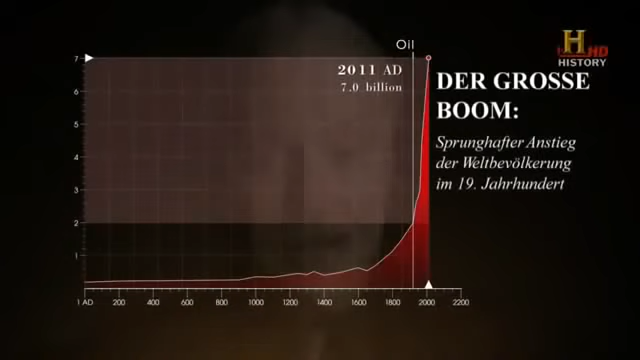 Oil
H HD
HISTORY
7
2011 AD
7.0 billion
DER GROSSE
BOOM:
Sprunghafter Anstieg
der Weltbevölkerung
im 19. Jahrhundert
6
5
4
3
2
1
1 AD 200 400 600 800 1000 1200 1400 1600 1800 2000 2200